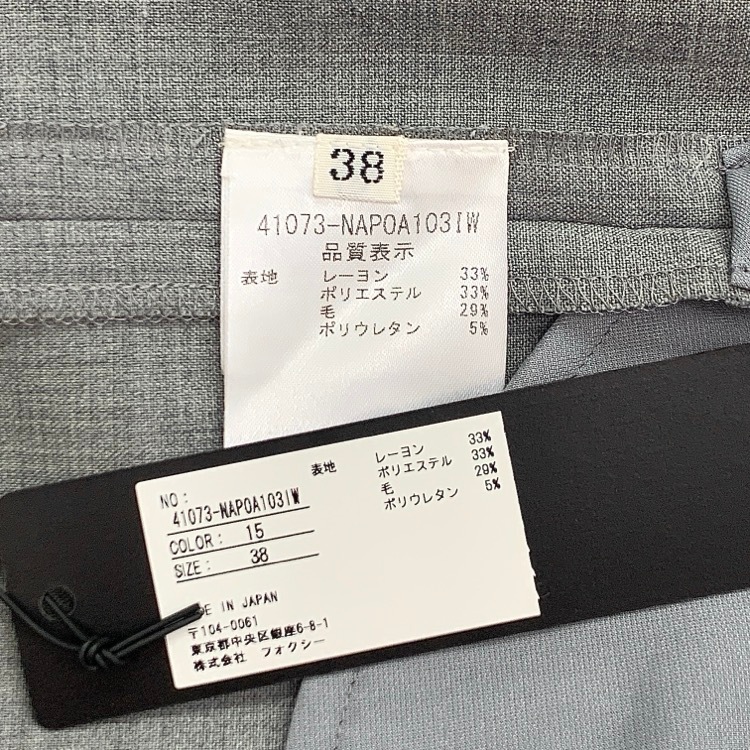 38
41073-NAPOA103IW
品質表示
表地 レーヨン 33%
ポリエステル 33%
毛 29%
ポリウレタン 5%
表地 レーヨン 33%
ポリエステル 33%
毛 29%
ポリウレタン 5%
NO:
41073-NAPOA103IW
COLOR: 15
SIZE: 38
DE IN JAPAN
〒104-0061
東京都中央区銀座6-8-1
株式会社 フォクシー